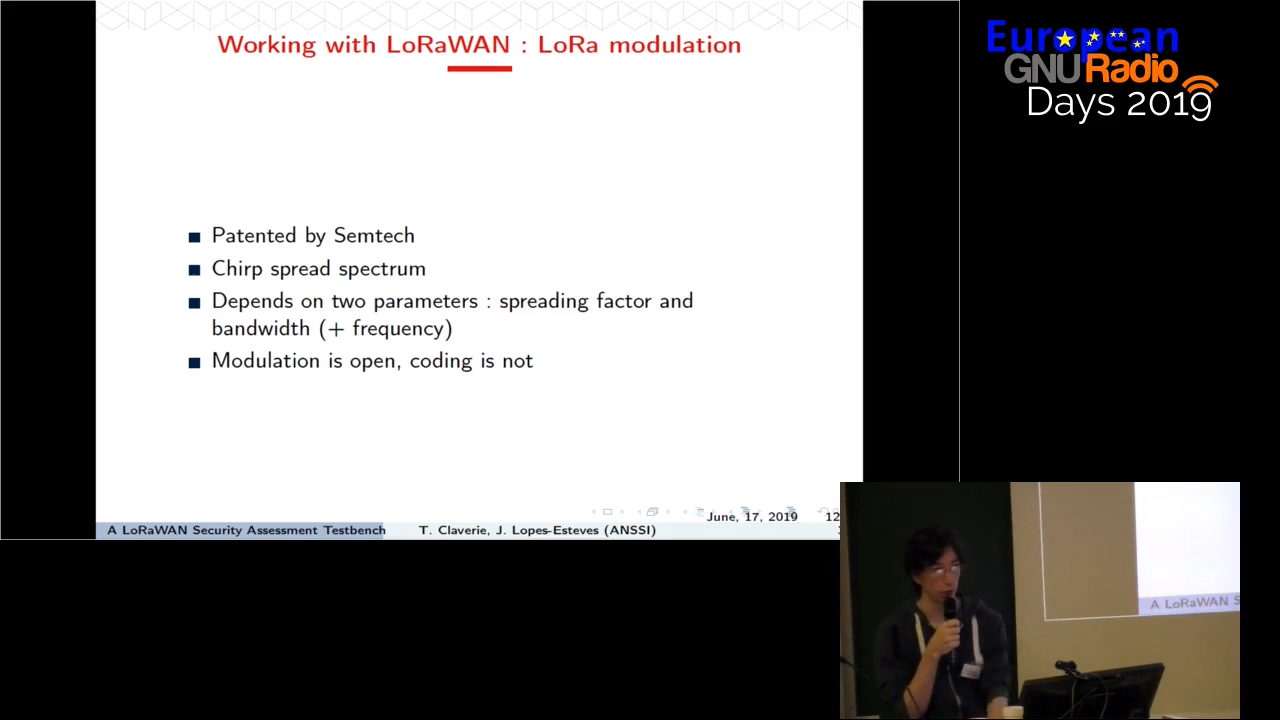 Working with LoRaWAN : LoRa modulation
Patented by Semtech
Chirp spread spectrum
Depends on two parameters : spreading factor and
bandwidth (+ frequency)
Modulation is open, coding is not
June, 17, 2019 12
A LoRaWAN Security Assessment Testbench T. Claverie, J. Lopes-Esteves (ANSSI)
European
GNURadio
Days 2019
A LoRaWAN S